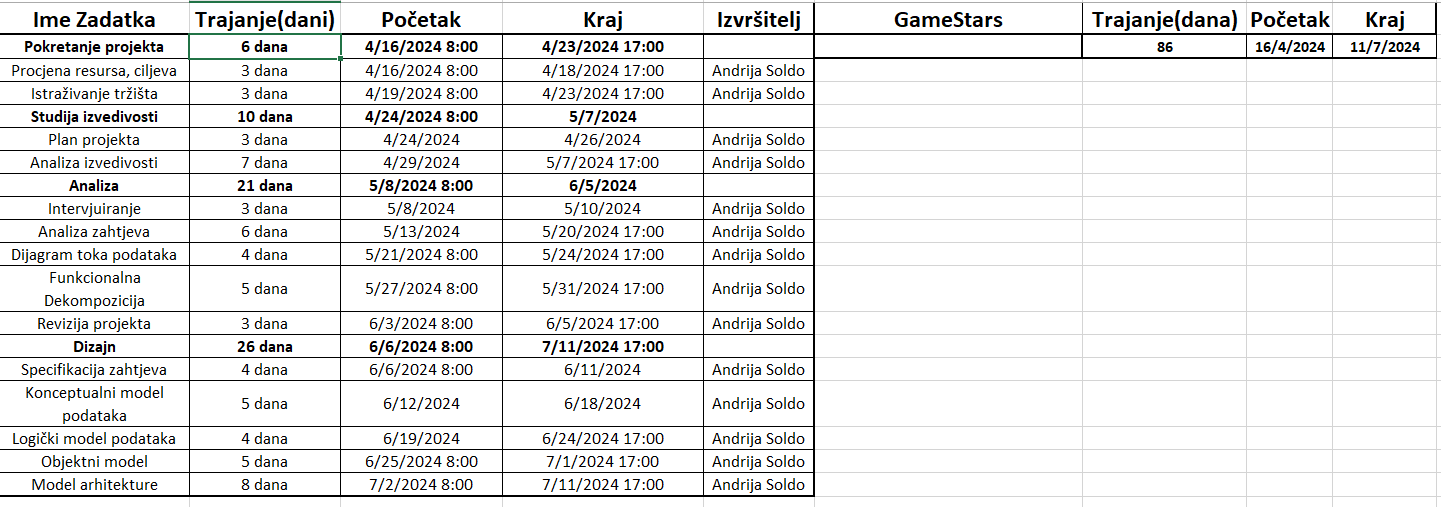 Ime Zadatka Trajanje(dani) Početak Kraj Izvršitelj GameStars Trajanje(dana) Početak Kraj
Pokretanje projekta 6 dana 4/16/2024 8:00 4/23/2024 17:00 86 16/4/2024 11/7/2024
Procjena resursa, ciljeva 3 dana 4/16/2024 8:00 4/18/2024 17:00 Andrija Soldo
Istraživanje tržišta 3 dana 4/19/2024 8:00 4/23/2024 17:00 Andrija Soldo
Studija izvedivosti 10 dana 4/24/2024 8:00 5/7/2024
Plan projekta 3 dana 4/24/2024 4/26/2024 Andrija Soldo
Analiza izvedivosti 7 dana 4/29/2024 5/7/2024 17:00 Andrija Soldo
Analiza 21 dana 5/8/2024 8:00 6/5/2024
Intervjuiranje 3 dana 5/8/2024 5/10/2024 Andrija Soldo
Analiza zahtjeva 6 dana 5/13/2024 5/20/2024 17:00 Andrija Soldo
Dijagram toka podataka 4 dana 5/21/2024 8:00 5/24/2024 17:00 Andrija Soldo
Funkcionalna
Dekompozicija 5 dana 5/27/2024 8:00 5/31/2024 17:00 Andrija Soldo
Revizija projekta 3 dana 6/3/2024 8:00 6/5/2024 17:00 Andrija Soldo
Dizajn 26 dana 6/6/2024 8:00 7/11/2024 17:00
Specifikacija zahtjeva 4 dana 6/6/2024 8:00 6/11/2024 Andrija Soldo
Konceptualni model
podataka 5 dana 6/12/2024 6/18/2024 Andrija Soldo
Logički model podataka 4 dana 6/19/2024 6/24/2024 17:00 Andrija Soldo
Objektni model 5 dana 6/25/2024 8:00 7/1/2024 17:00 Andrija Soldo
Model arhitekture 8 dana 7/2/2024 8:00 7/11/2024 17:00 Andrija Soldo